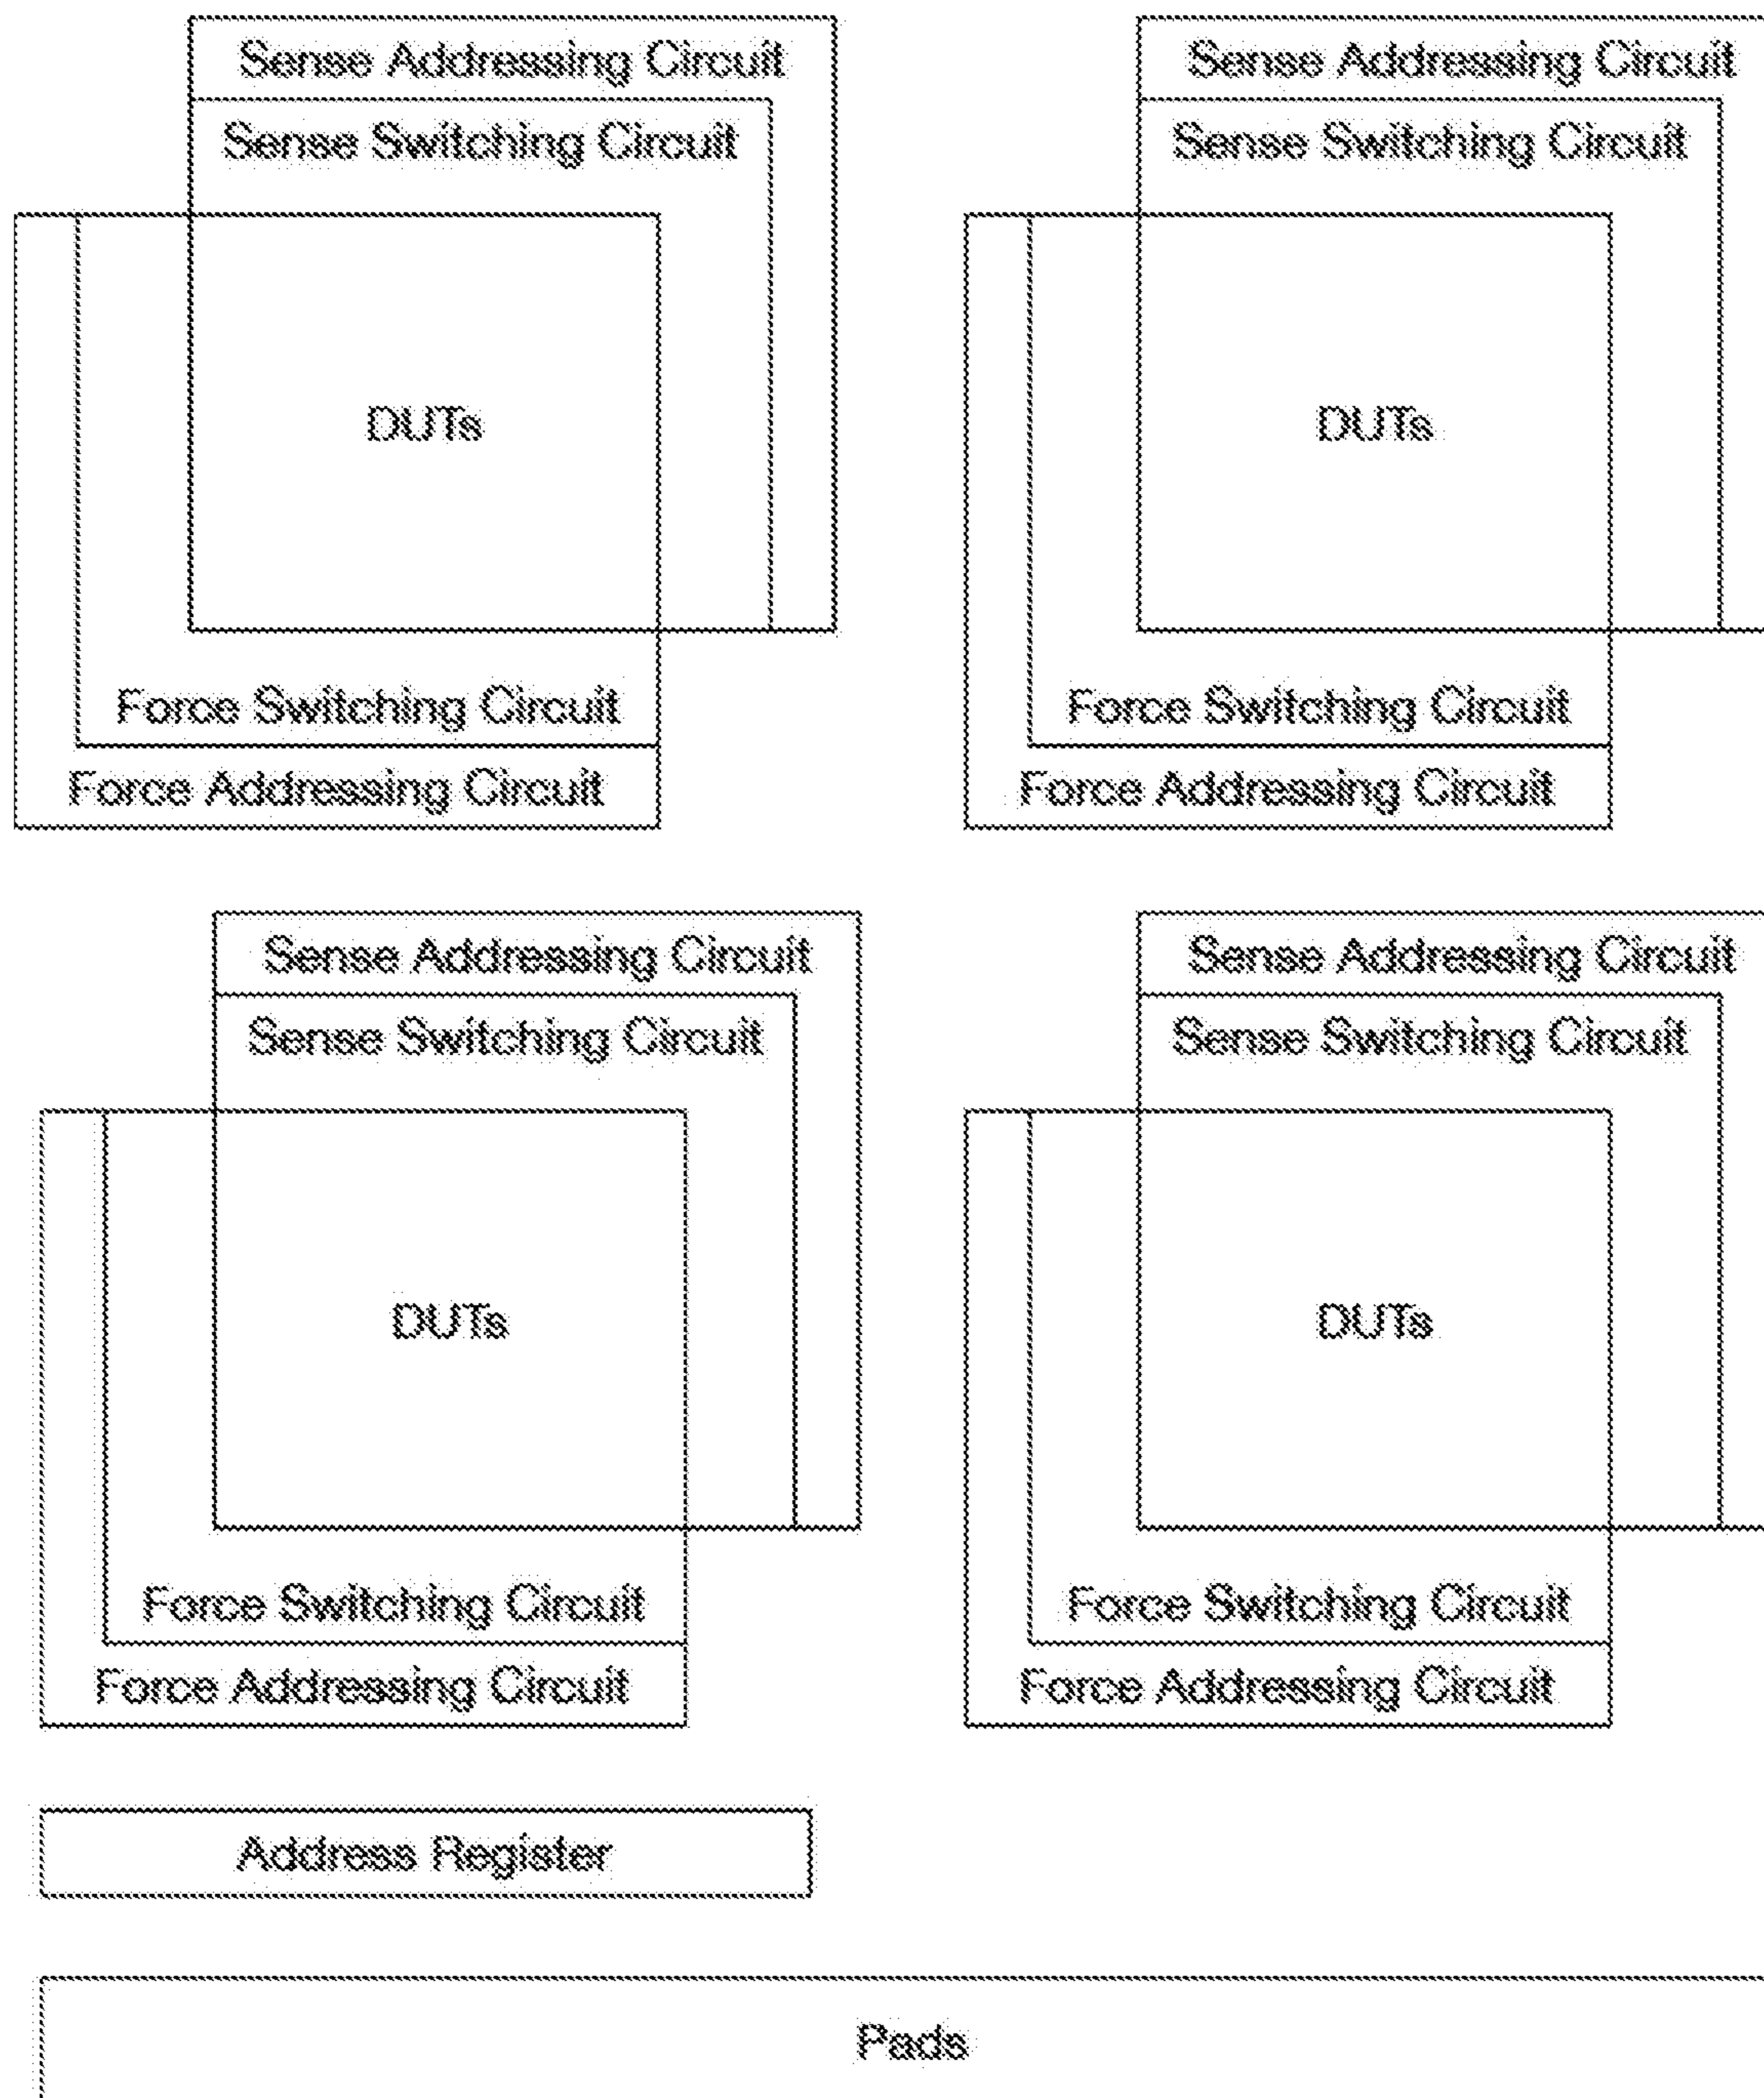 Sense Addressing Circuit
Sense Switching Circuit
DUTs
Force Switching Circuit
Force Addressing Circuit
Sense Addressing Circuit
Sense Switching Circuit
DUTs
Force Switching Circuit
Force Addressing Circuit
Sense Addressing Circuit
Sense Switching Circuit
DUTs
Force Switching Circuit
Force Addressing Circuit
Sense Addressing Circuit
Sense Switching Circuit
DUTs
Force Switching Circuit
Force Addressing Circuit
Address Register
Pads